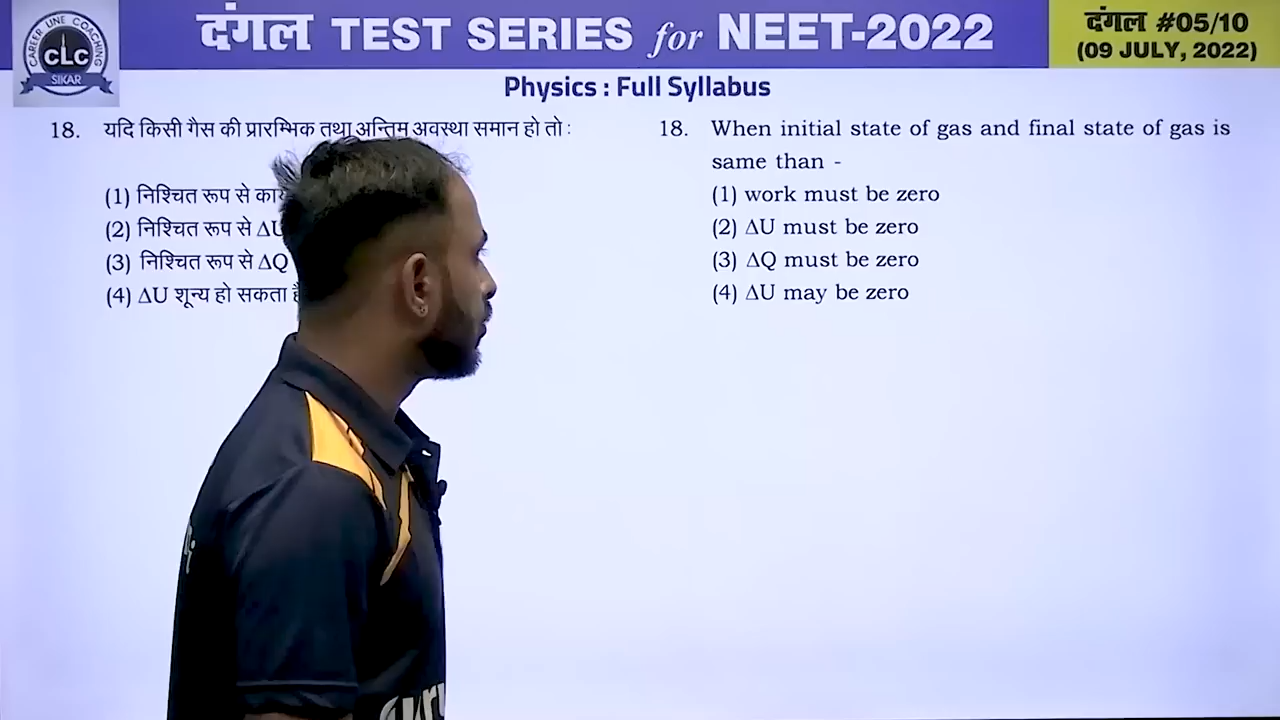 CAREER LINE COACHING
CLC
SIKAR
दंगल TEST SERIES for NEET-2022
दंगल #05/10
(09 JULY, 2022)
Physics : Full Syllabus
18. यदि किसी गैस की प्रारम्भिक तथा अन्तिम अवस्था समान हो तो :
(1) निश्चित रूप से
(2) निश्चित रूप से ΔU
(3) निश्चित रूप से ΔQ
(4) ΔU शून्य हो सकता
18. When initial state of gas and final state of gas is
same than -
(1) work must be zero
(2) ΔU must be zero
(3) ΔQ must be zero
(4) ΔU may be zero